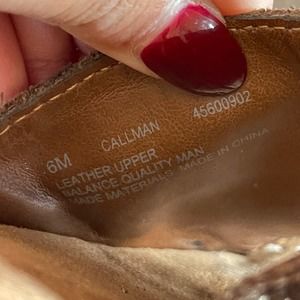 6M CALLMAN 45600902
LEATHER UPPER
BALANCE QUALITY MAN
MADE MATERIALS. MADE IN CHINA